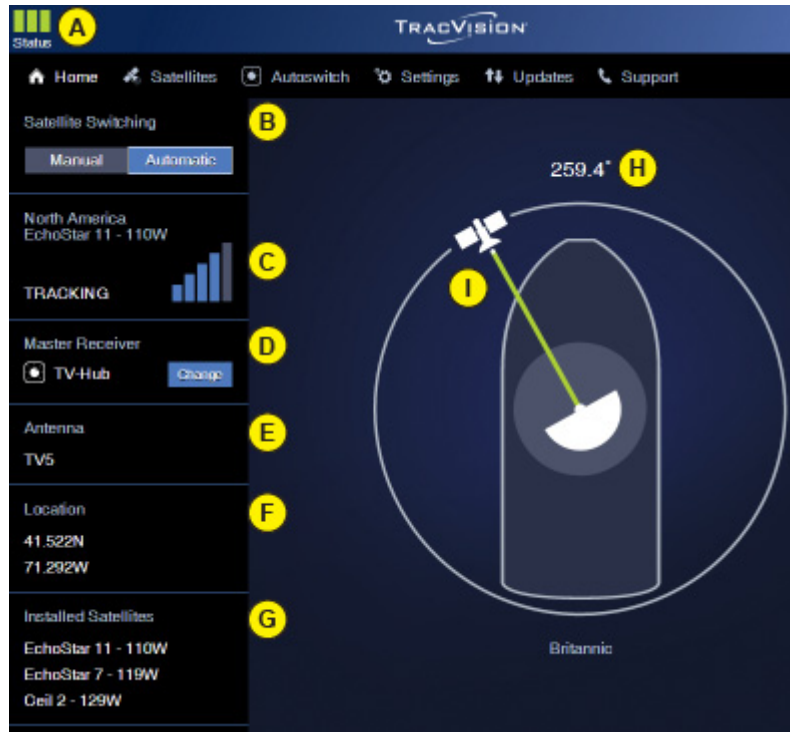 Status
A
TRACVISION
Home Satellites Autoswitch Settings Updates Support
Satellite Switching
B
Manual Automatic
North America
EchoStar 11 - 110W
C
TRACKING
Master Receiver
D
TV-Hub Change
Antenna
E
TV5
Location
F
41.522N
71.292W
Installed Satellites
G
EchoStar 11 - 110W
EchoStar 7 - 119W
Ceil 2 - 129W
259.4° H
I
Britannic